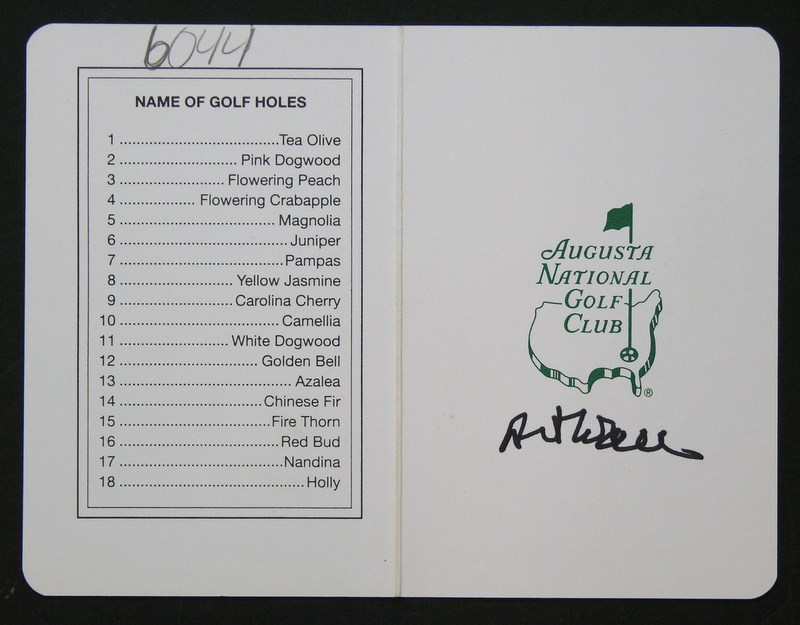 6044
NAME OF GOLF HOLES
1 ........................................Tea Olive
2 ............................. Pink Dogwood
3 .......................... Flowering Peach
4 ................... Flowering Crabapple
5 ....................................... Magnolia
6 ...........................................Juniper
7 .........................................Pampas
8 ............................ Yellow Jasmine
9 ............................Carolina Cherry
10 ........................................ Camellia
11 ............................White Dogwood
12 ................................... Golden Bell
13 ........................................... Azalea
14 ....................................Chinese Fir
15 ......................................Fire Thorn
16 ........................................Red Bud
17 .........................................Nandina
18 ..............................................Holly
AUGUSTA
NATIONAL
GOLF
CLUB
®